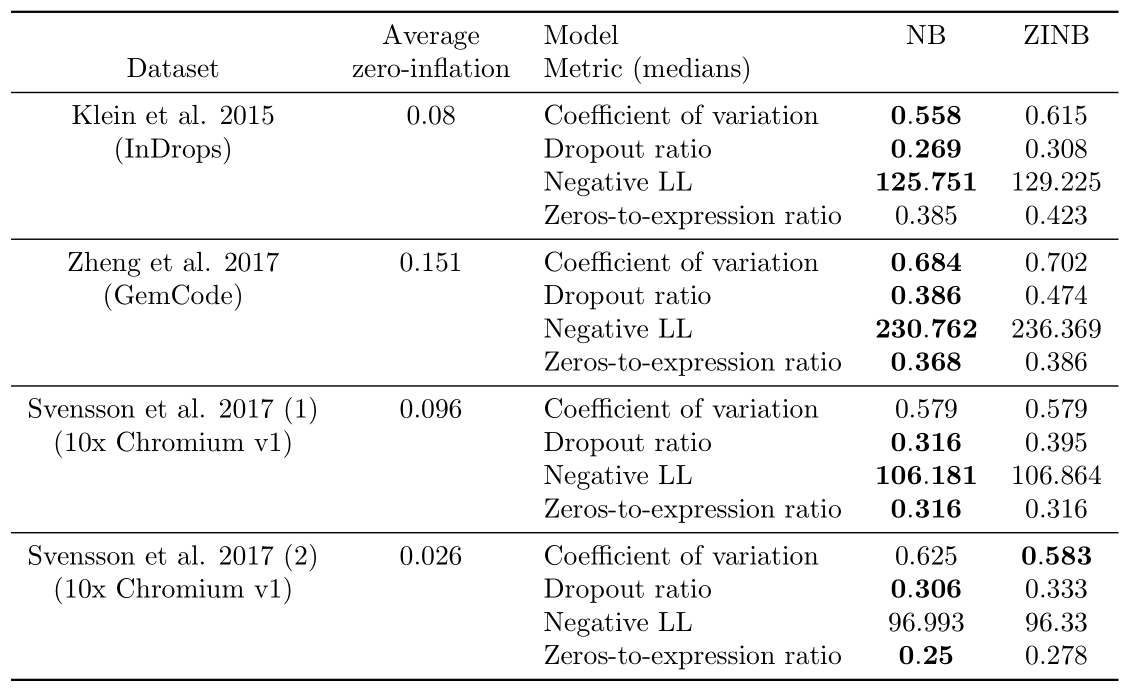 Average Model NB ZINB
Dataset zero-inflation Metric (medians)
Klein et al. 2015 0.08 Coefficient of variation 0.558 0.615
(InDrops) Dropout ratio 0.269 0.308
Negative LL 125.751 129.225
Zeros-to-expression ratio 0.385 0.423
Zheng et al. 2017 0.151 Coefficient of variation 0.684 0.702
(GemCode) Dropout ratio 0.386 0.474
Negative LL 230.762 236.369
Zeros-to-expression ratio 0.368 0.386
Svensson et al. 2017 (1) 0.096 Coefficient of variation 0.579 0.579
(10x Chromium v1) Dropout ratio 0.316 0.395
Negative LL 106.181 106.864
Zeros-to-expression ratio 0.316 0.316
Svensson et al. 2017 (2) 0.026 Coefficient of variation 0.625 0.583
(10x Chromium v1) Dropout ratio 0.306 0.333
Negative LL 96.993 96.33
Zeros-to-expression ratio 0.25 0.278